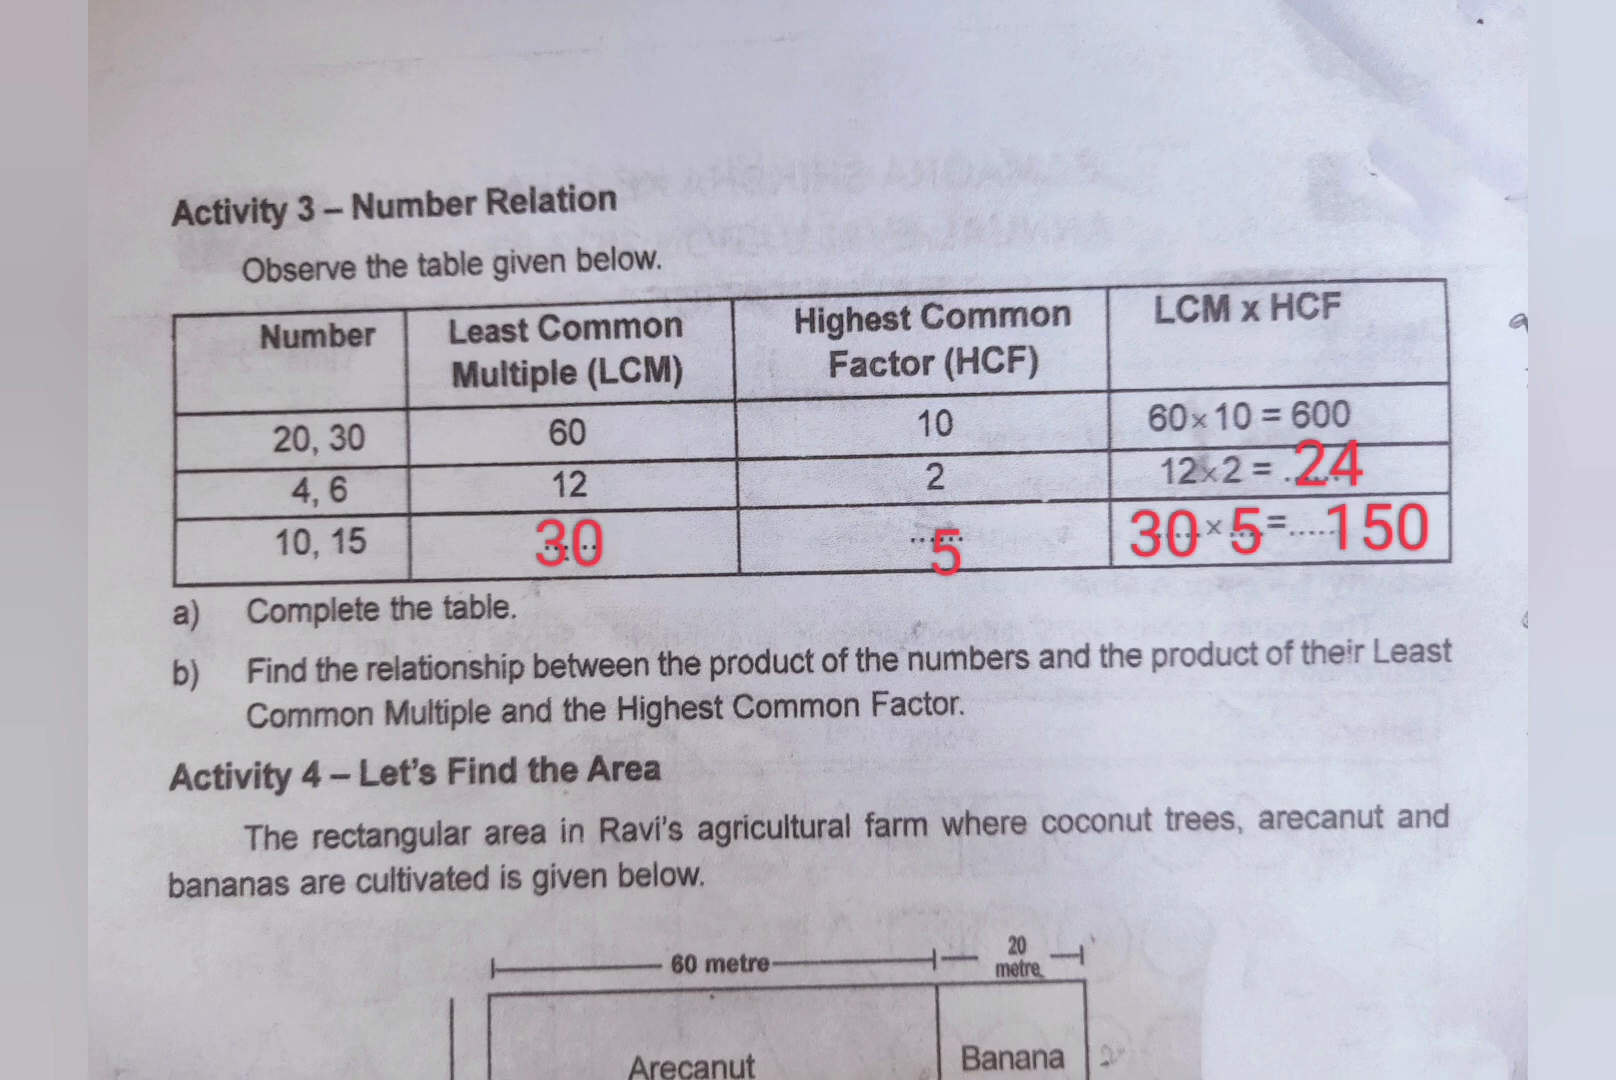 Activity 3 – Number Relation
Observe the table given below.
Number Least Common Multiple (LCM) Highest Common Factor (HCF) LCM x HCF
20, 30 60 10 60×10 = 600
4, 6 12 2 12×2 = 24
10, 15 30 5 30×5=.....150
a) Complete the table.
b) Find the relationship between the product of the numbers and the product of their Least
Common Multiple and the Highest Common Factor.
Activity 4 – Let's Find the Area
The rectangular area in Ravi's agricultural farm where coconut trees, arecanut and
bananas are cultivated is given below.
60 metre 20 metre
Arecanut Banana